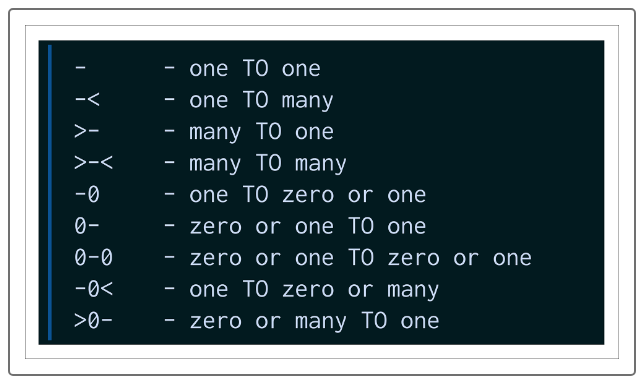 -      - one TO one
-<     - one TO many
>-     - many TO one
>-<    - many TO many
-0     - one TO zero or one
0-     - zero or one TO one
0-0    - zero or one TO zero or one
-0<    - one TO zero or many
>0-    - zero or many TO one